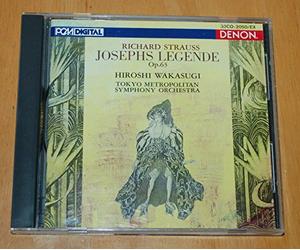 PCM DIGITAL
33CO-2050/EX
DENON
RICHARD STRAUSS
JOSEPHS LEGENDE
Op.63
HIROSHI WAKASUGI
TOKYO METROPOLITAN
SYMPHONY ORCHESTRA